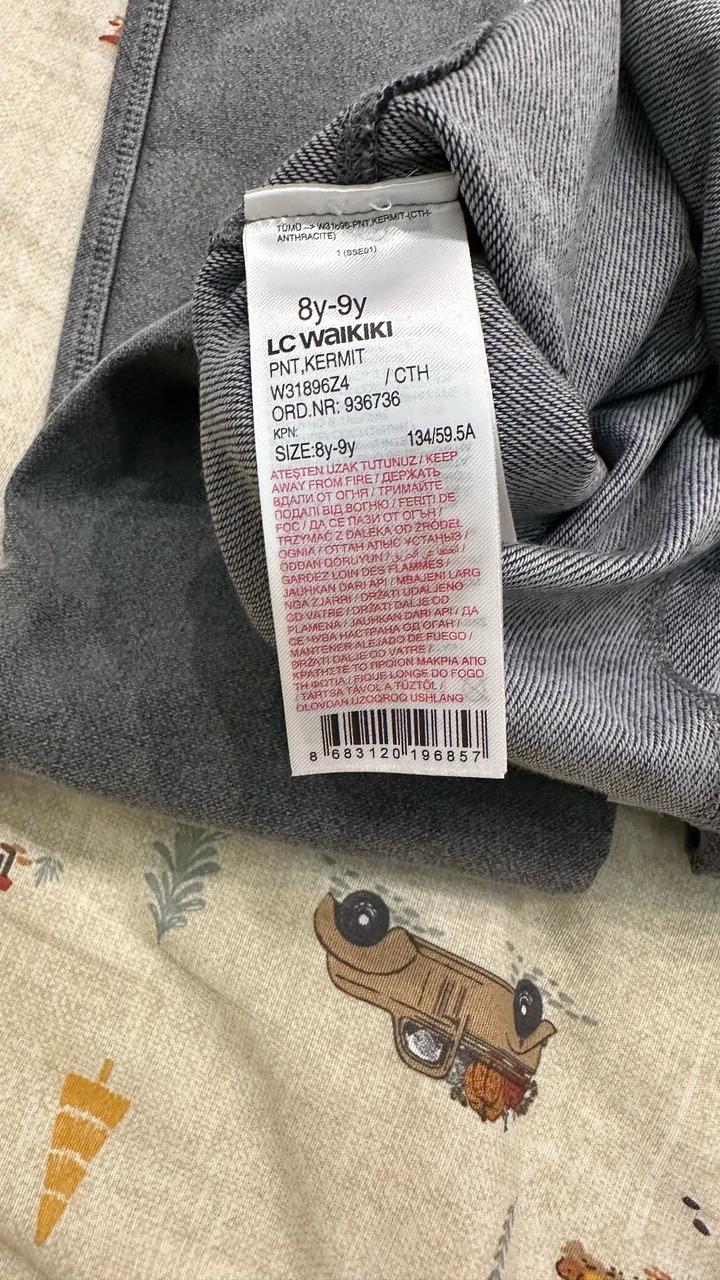 TÜMÜ --> W31896-PNT,KERMIT-(CTH-
ANTHRACITE)
1 (SSE01)
8y-9y
LC WAIKIKI
PNT,KERMIT
W31896Z4 / CTH
ORD.NR: 936736
KPN:
SIZE:8y-9y 134/59.5A
ATEŞTEN UZAK TUTUNUZ / KEEP
AWAY FROM FIRE / ДЕРЖАТЬ
ВДАЛИ ОТ ОГНЯ / ТРИМАЙТЕ
ПОДАЛІ ВІД ВОГНЮ / FERITI DE
FOC / ДА СЕ ПАЗИ ОТ ОГЪН /
TRZYMAĆ Z DALEKA OD ŹRÓDEŁ
OGNIA / ОТТАН АЛЫС ҰСТАНЫЗ /
ODDAN QORUYUN /
GARDEZ LOIN DES FLAMMES /
JAUHKAN DARI API / MBAJENI LARG
NGA ZJARRI / DRŽATI UDALJENO
OD VATRE / DRŽATI DALJE OD
PLAMENA / JAUHKAN DARI API / ДА
СЕ ЧУВА НАСТРАНА ОД ОГАН /
MANTENER ALEJADO DE FUEGO /
DRŽATI DALJE OD VATRE /
ΚΡΑΤΗΣΤΕ ΤΟ ΠΡΟΙΟΝ ΜΑΚΡΙΑ ΑΠΟ
ΤΗ ΦΩΤΙΑ / FIQUE LONGE DO FOGO
/ TARTSA TÁVOL A TŰZTŐL /
OLOVDAN UZOQROQ USHLANG
8 683120 196857